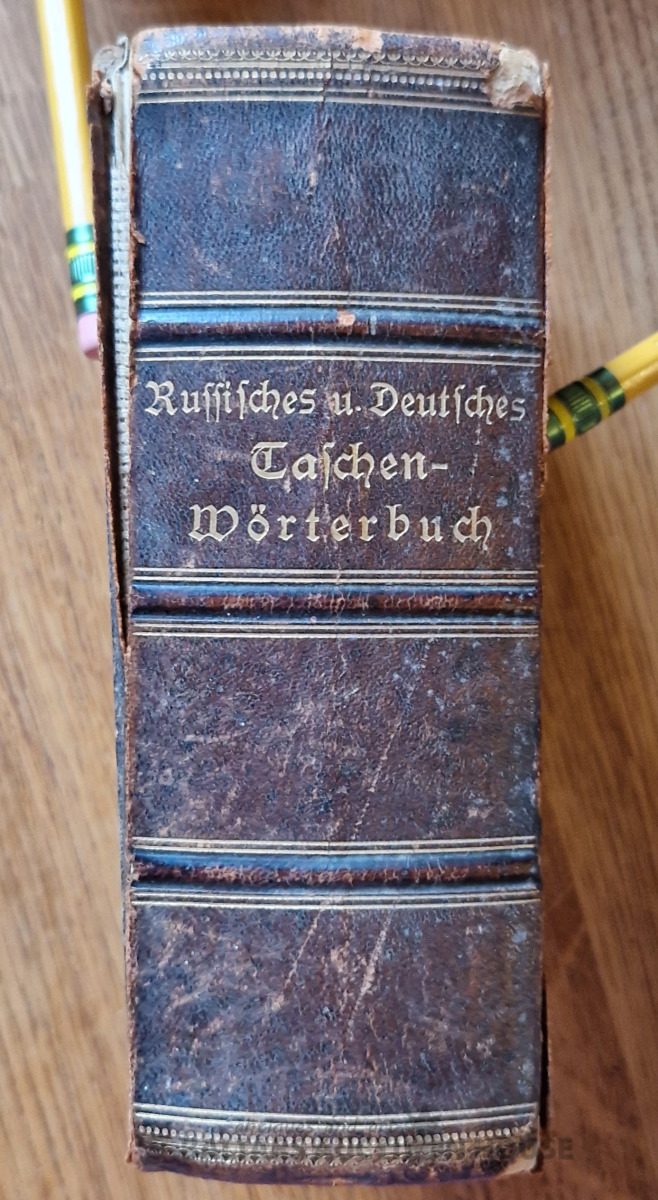 Russisches u. Deutsches
Taschen-
Wörterbuch